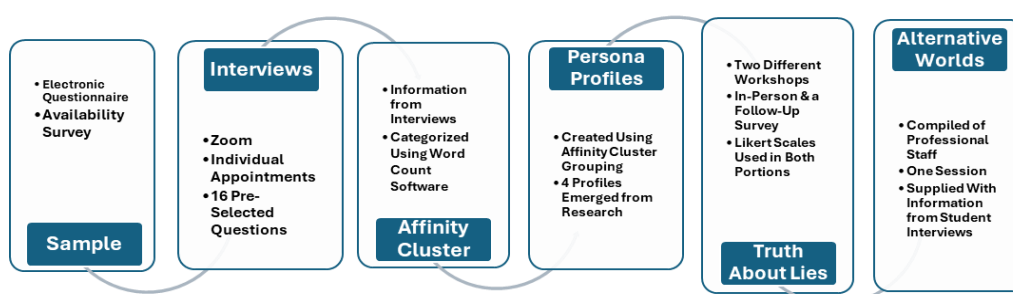 • Electronic
Questionnaire
• Availability
Survey
Sample
Interviews
• Zoom
• Individual
Appointments
• 16 Pre-
Selected
Questions
• Information
from
Interviews
• Categorized
Using Word
Count
Software
Affinity
Cluster
Persona
Profiles
• Created Using
Affinity Cluster
Grouping
• 4 Profiles
Emerged from
Research
• Two Different
Workshops
• In-Person & a
Follow-Up
Survey
• Likert Scales
Used in Both
Portions
Truth
About Lies
Alternative
Worlds
• Compiled of
Professional
Staff
• One Session
• Supplied With
Information
from Student
Interviews